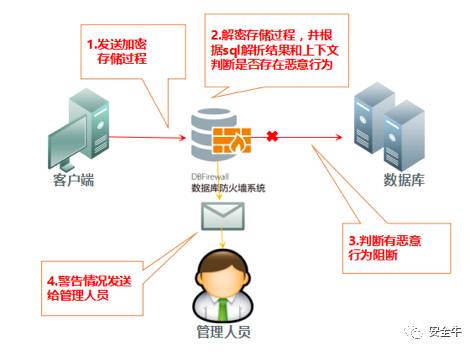 1.发送加密
存储过程
2.解密存储过程，并根
据sql解析结果和上下文
判断是否存在恶意行为
客户端
DBFirewall
数据库防火墙系统
数据库
3.判断有恶意
行为阻断
4.警告情况发送
给管理人员
管理人员
安全牛